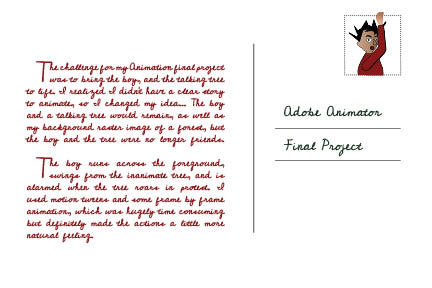 The challenge for my Animation final project
was to bring the boy, and the talking tree
to life. I realized I didn't have a clear story
to animate, so I changed my idea... The boy
and a talking tree would remain, as well as
my background raster image of a forest, but
the boy and the tree were no longer friends.
The boy runs across the foreground,
swings from the inanimate tree, and is
alarmed when the tree roars in protest. I
used motion tweens and some frame by frame
animation, which was hugely time consuming
but definitely made the actions a little more
natural feeling.
Adobe Animator
Final Project